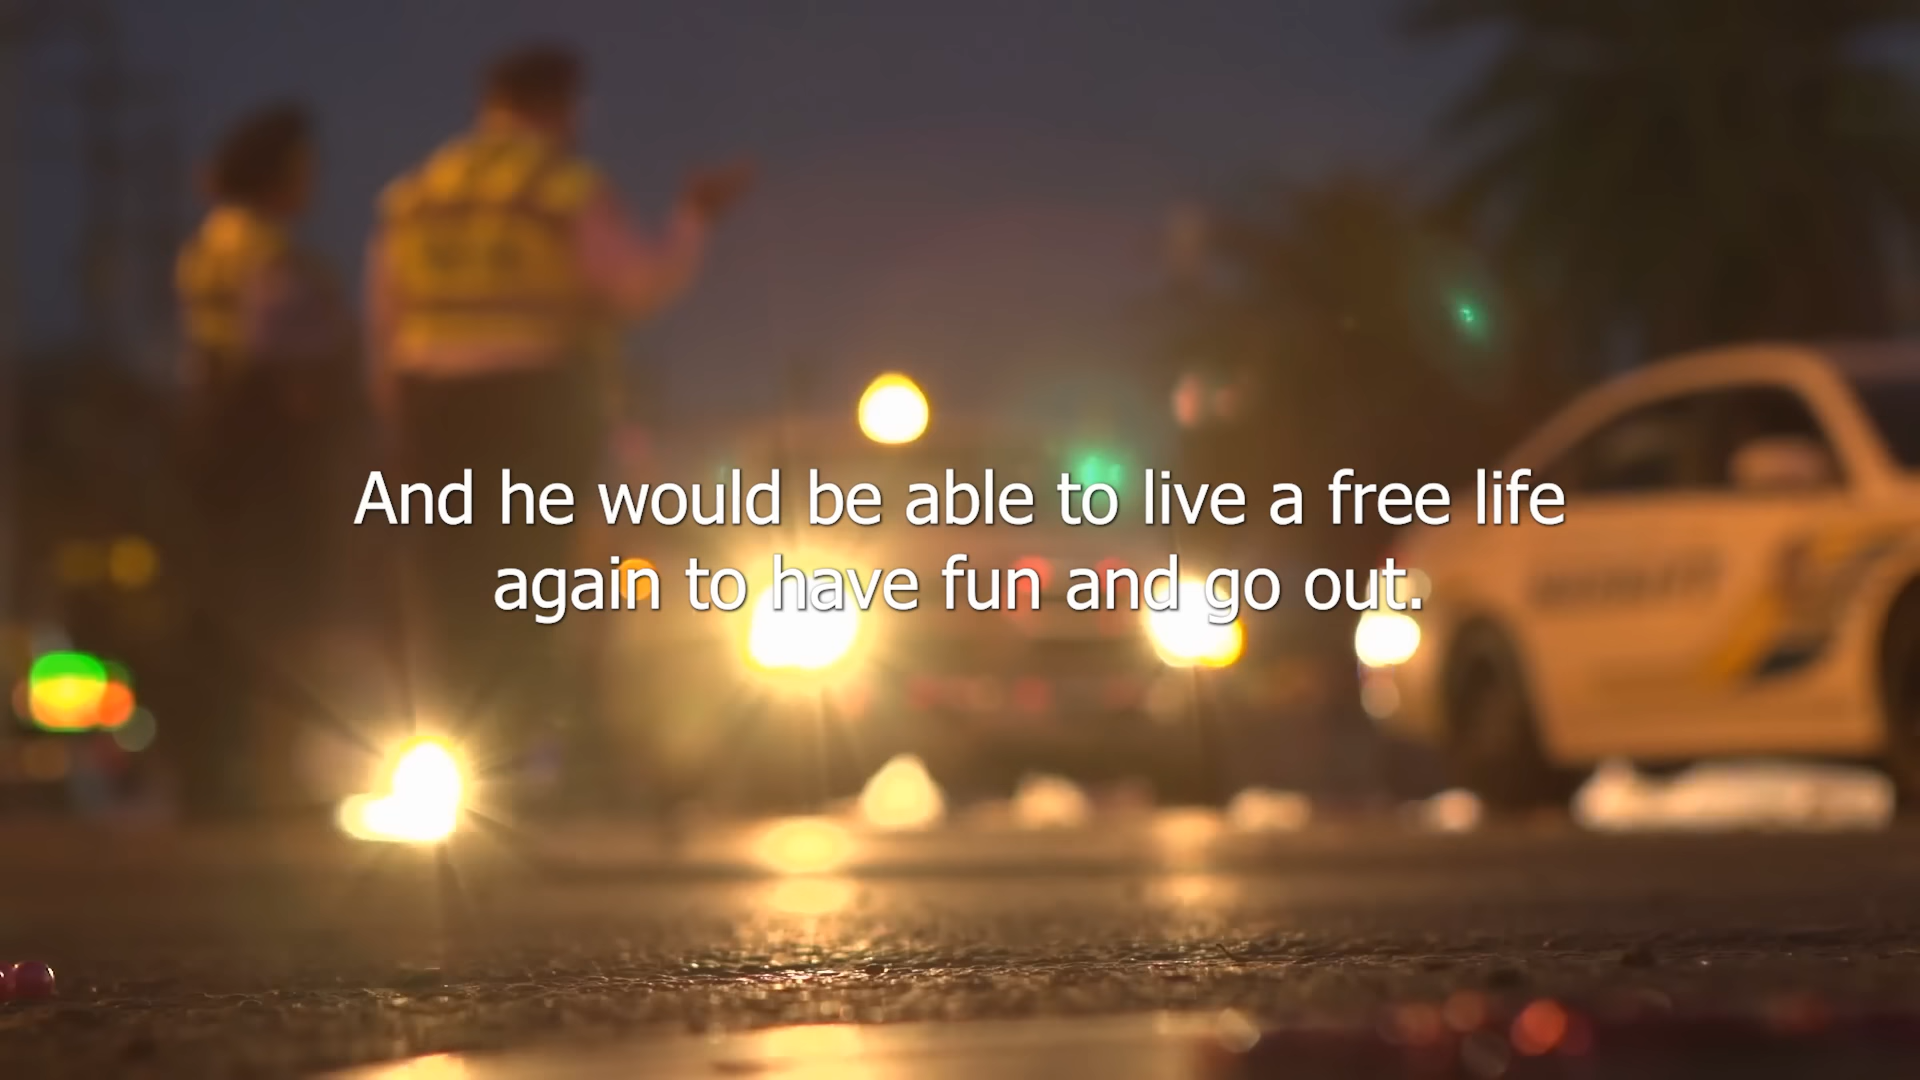 And he would be able to live a free life
again to have fun and go out.